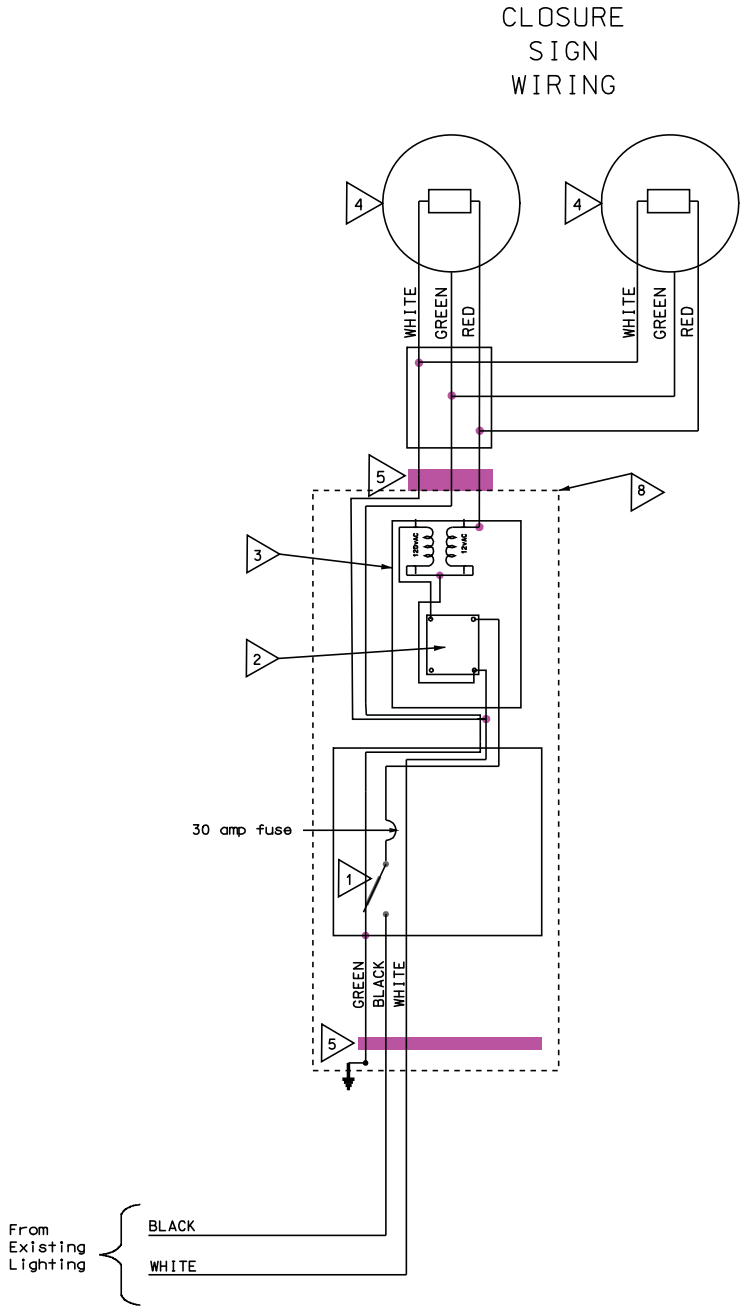 CLOSURE
SIGN
WIRING
4
4
WHITE
GREEN
RED
WHITE
GREEN
RED
5
8
3
120vAC
12vAC
2
30 amp fuse
1
GREEN
BLACK
WHITE
5
From
Existing
Lighting
BLACK
WHITE